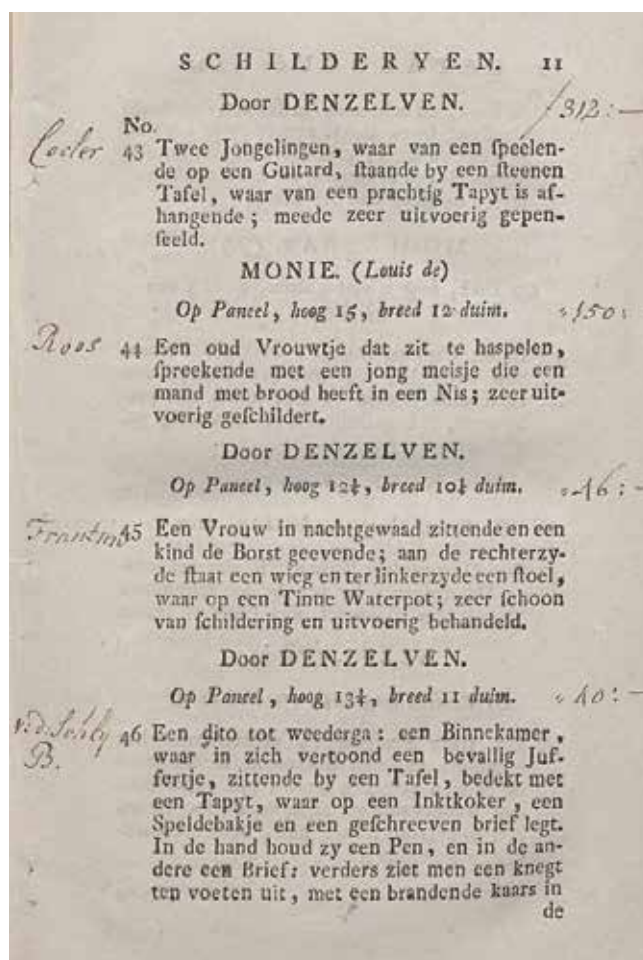 SCHILDERYEN. 11
Door DENZELVEN. 312:—
No.
43 Twee Jongelingen, waar van een ſpeelen-
de op een Guitard, ſtaande by een ſteenen
Tafel, waar van een prachtig Tapyt is af-
hangende; meede zeer uitvoerig gepen-
ſeeld.
MONIE. (Louis de)
Op Paneel, hoog 15, breed 12 duim. 150:
Roos 44 Een oud Vrouwtje dat zit te haspelen,
ſpreekende met een jong meisje die een
mand met brood heeft in een Nis; zeer uit-
voerig geſchildert.
Door DENZELVEN.
Op Paneel, hoog 12¼, breed 10¼ duim. 46:—
45 Een Vrouw in nachtgewaad zittende en een
kind de Borst geevende; aan de rechterzy-
de ſtaat een wieg en ter linkerzyde een ſtoel,
waar op een Tinne Waterpot; zeer ſchoon
van ſchildering en uitvoerig behandeld.
Door DENZELVEN.
Op Paneel, hoog 13¼, breed 11 duim. 40:—
B. 46 Een dito tot weederga: een Binnekamer,
waar in zich vertoond een bevallig Juf-
fertje, zittende by een Tafel, bedekt met
een Tapyt, waar op een Inktkoker, een
Speldebakje en een geſchreeven brief legt.
In de hand houd zy een Pen, en in de an-
dere een Brief: verders ziet men een knegt
ten voeten uit, met een brandende kaars in
de